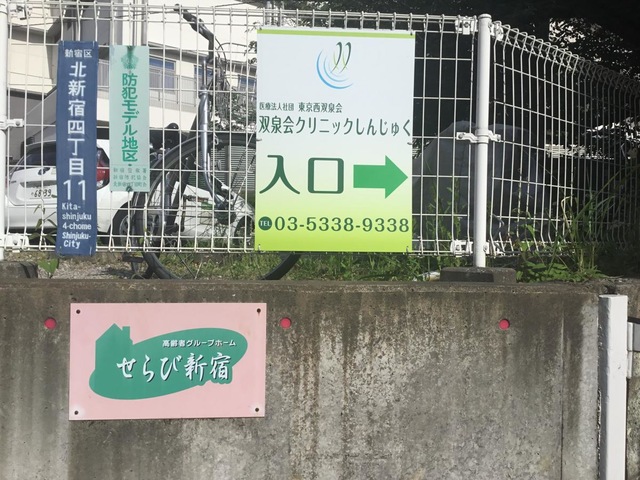 新宿区
北新宿四丁目
11
Kita-
shinjuku
4-chome
Shinjuku-
City
防犯モデル地区
医療法人社団 東京西双泉会
双泉会クリニックしんじゅく
入口
TEL 03-5338-9338
高齢者グループホーム
せらび新宿